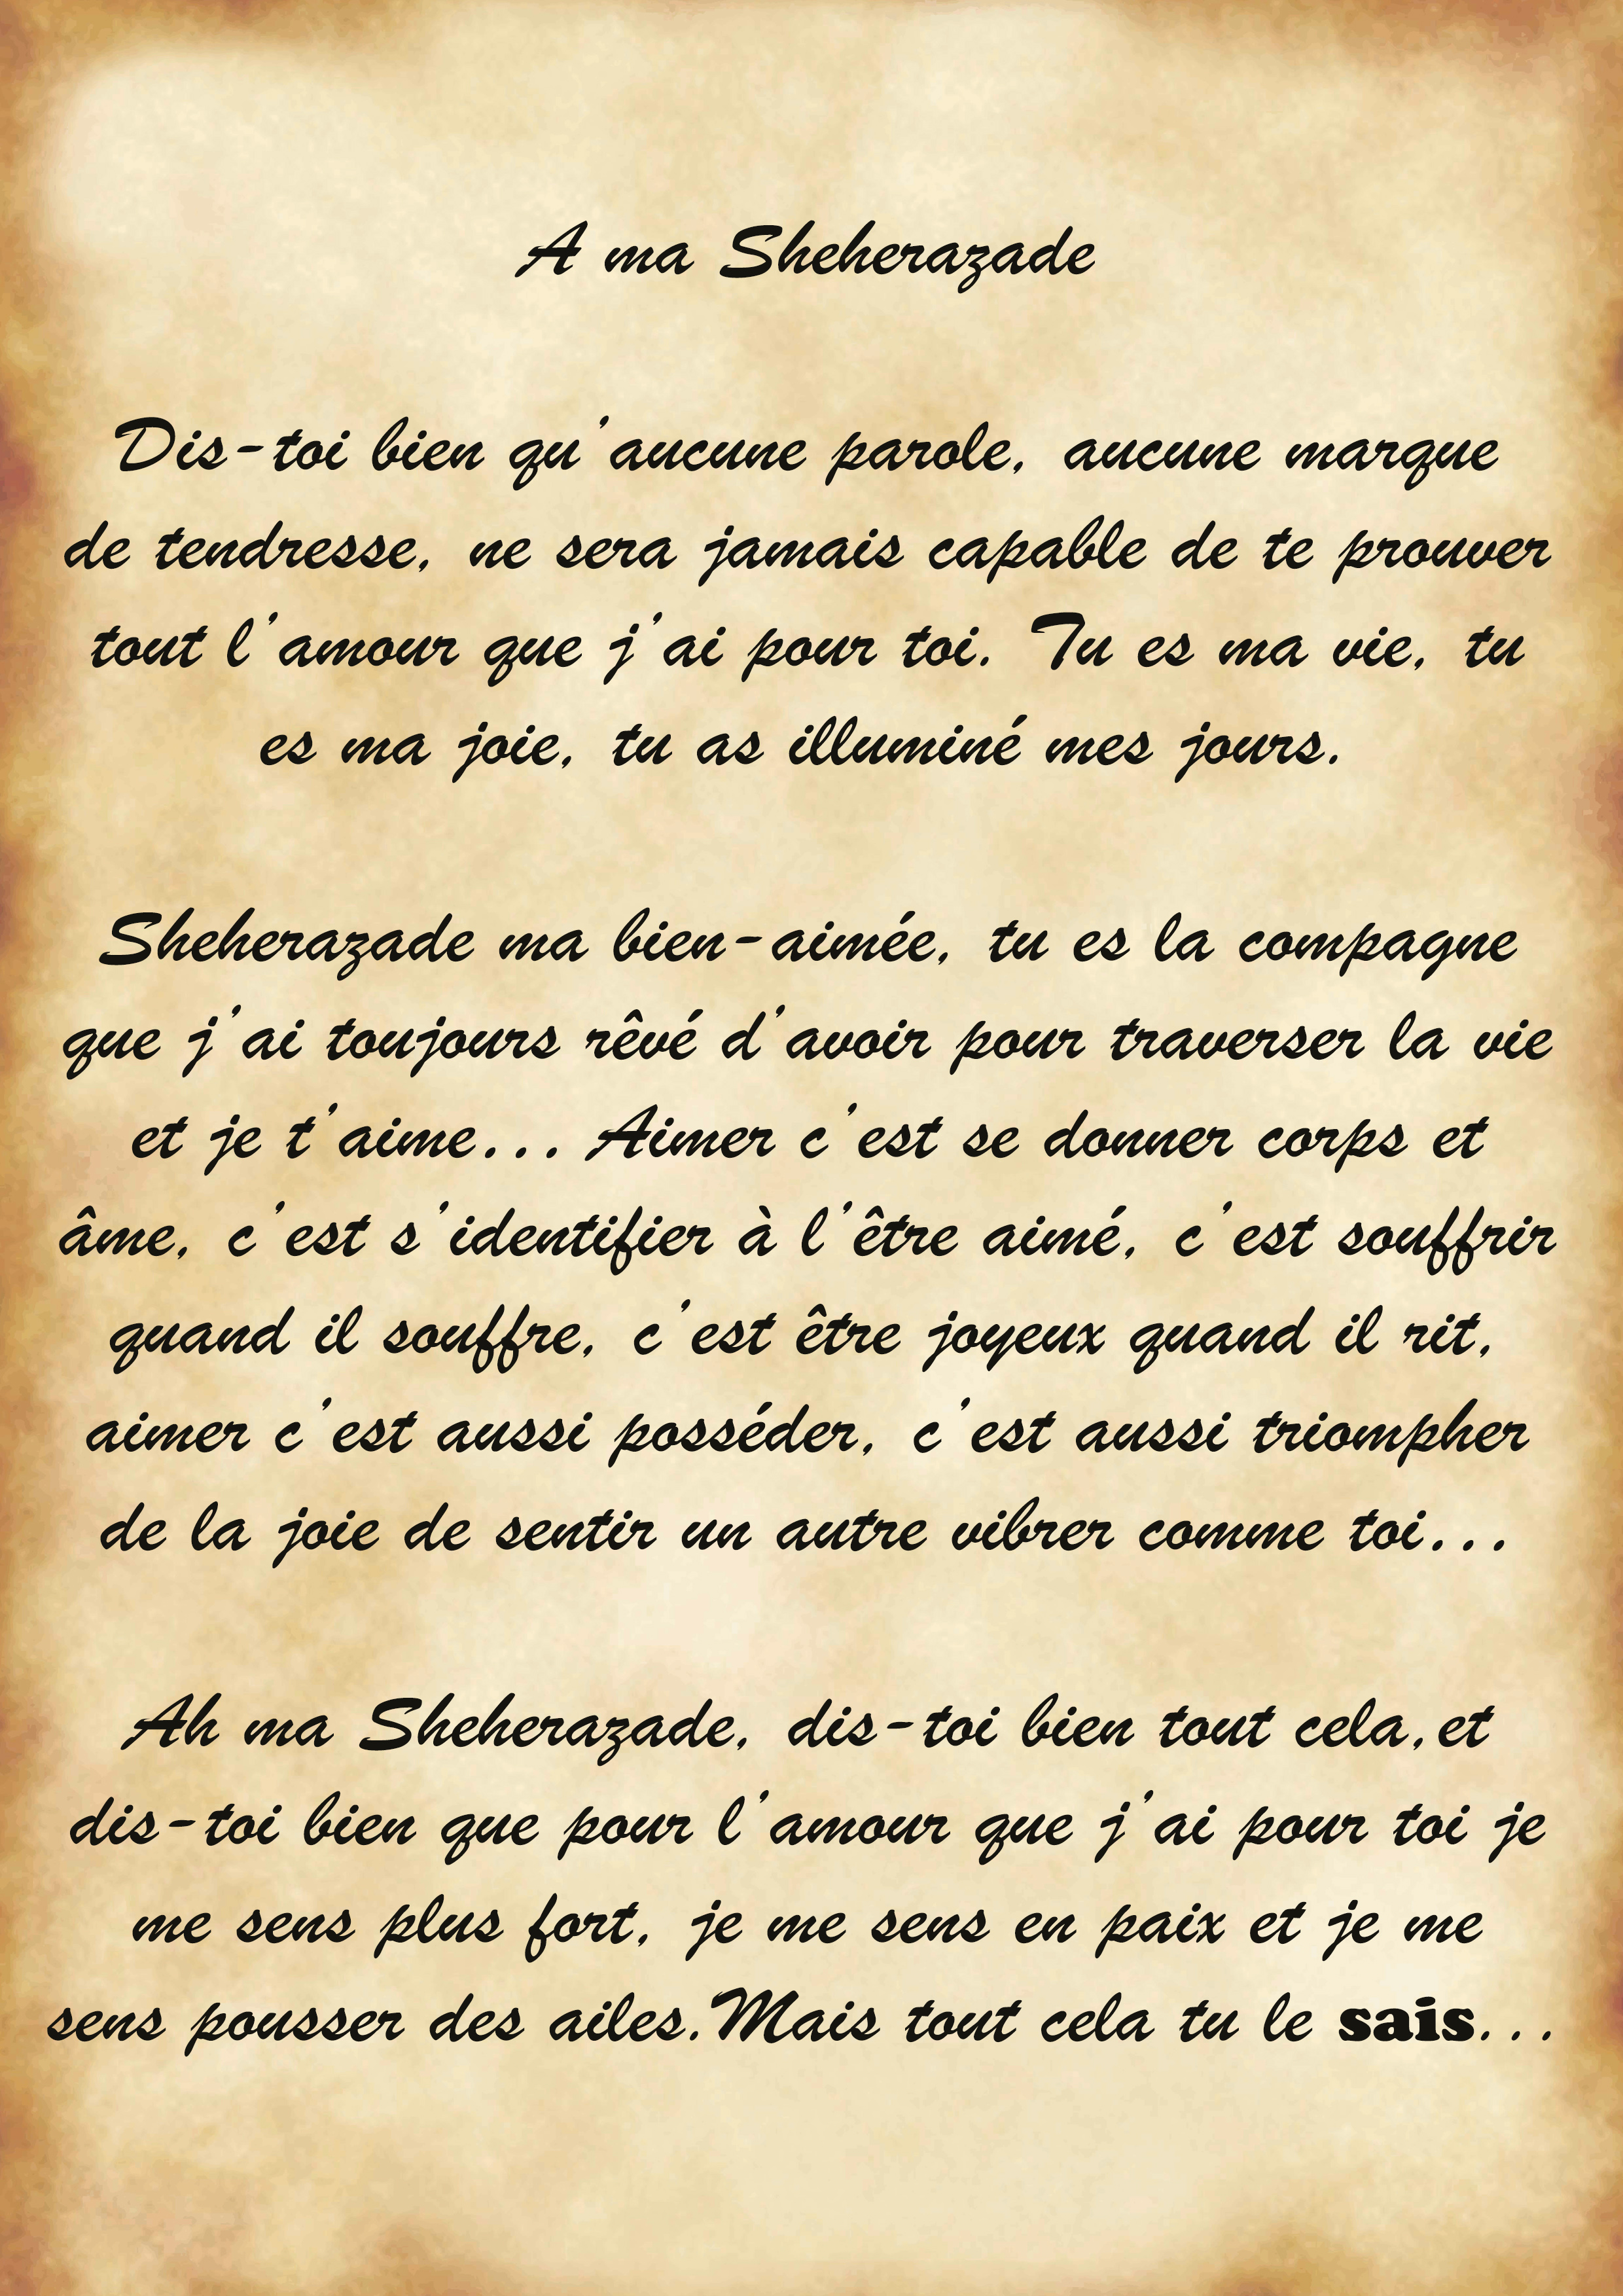 A ma Sheherazade
Dis-toi bien qu'aucune parole, aucune marque
de tendresse, ne sera jamais capable de te prouver
tout l'amour que j'ai pour toi. Tu es ma vie, tu
es ma joie, tu as illuminé mes jours.
Sheherazade ma bien-aimée, tu es la compagne
que j'ai toujours rêvé d'avoir pour traverser la vie
et je t'aime... Aimer c'est se donner corps et
âme, c'est s'identifier à l'être aimé, c'est souffrir
quand il souffre, c'est être joyeux quand il rit,
aimer c'est aussi posséder, c'est aussi triompher
de la joie de sentir un autre vibrer comme toi...
Ah ma Sheherazade, dis-toi bien tout cela,et
dis-toi bien que pour l'amour que j'ai pour toi je
me sens plus fort, je me sens en paix et je me
sens pousser des ailes.Mais tout cela tu le sais...